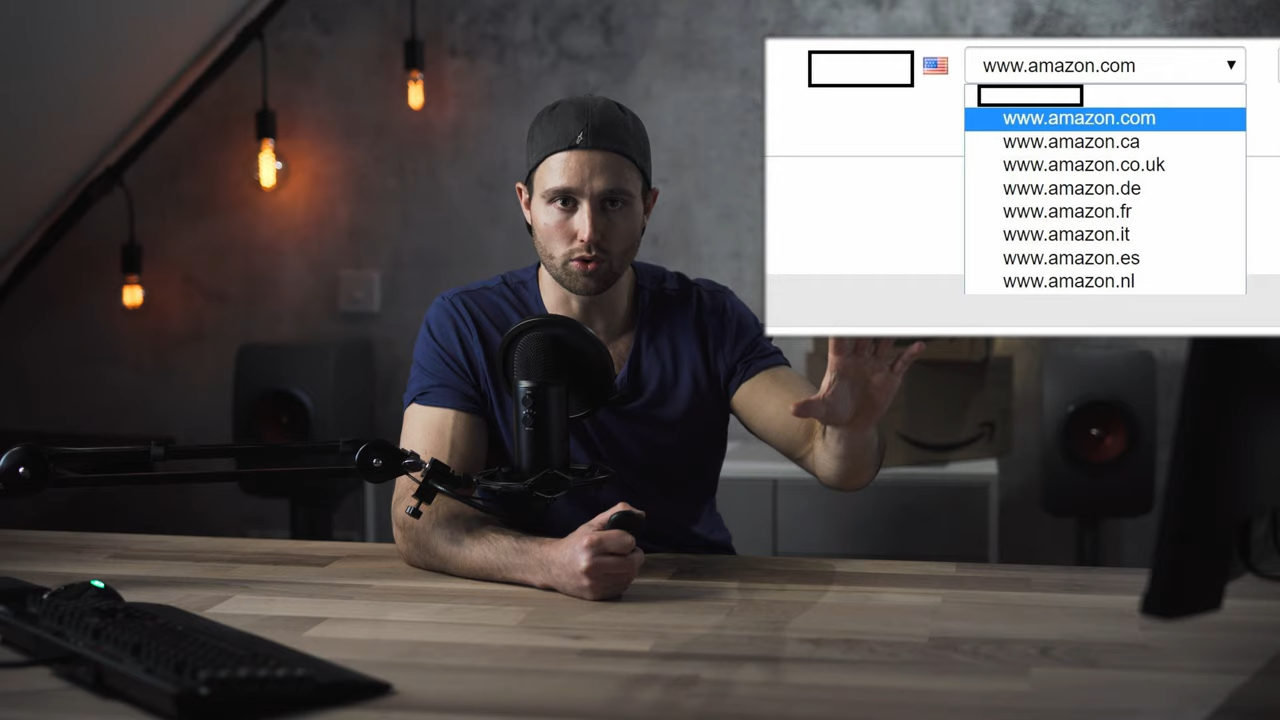 www.amazon.com
www.amazon.com
www.amazon.ca
www.amazon.co.uk
www.amazon.de
www.amazon.fr
www.amazon.it
www.amazon.es
www.amazon.nl